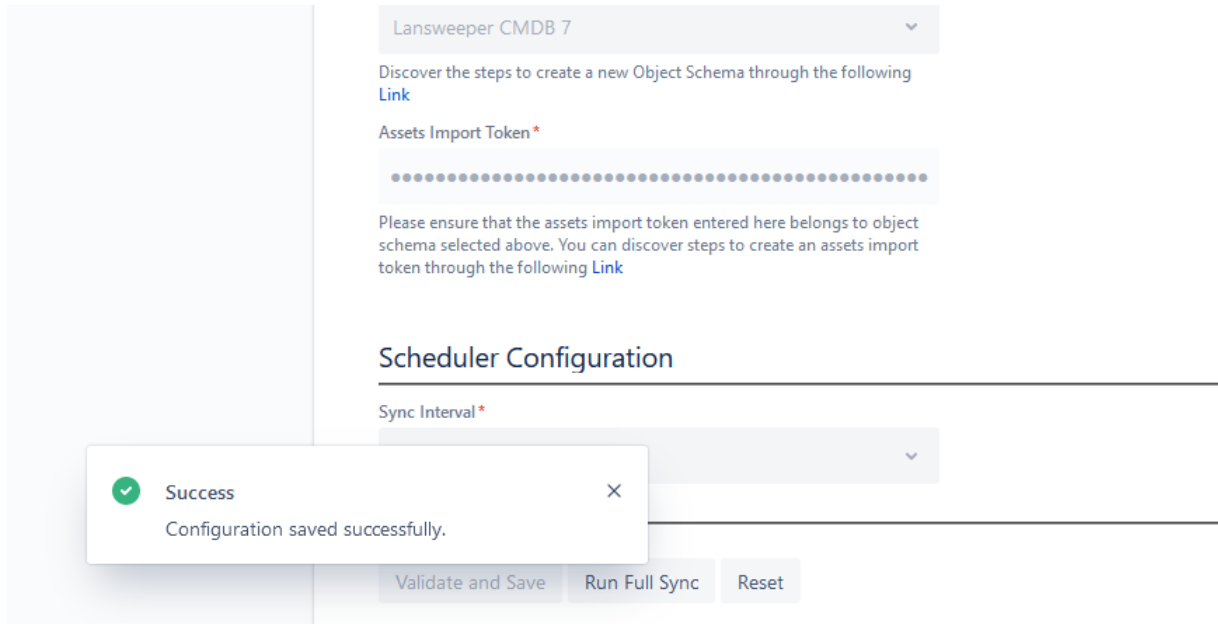 Lansweeper CMDB 7
Discover the steps to create a new Object Schema through the following
Link
Assets Import Token*
••••••••••••••••••••••••••••••••••••••••••••••••
Please ensure that the assets import token entered here belongs to object
schema selected above. You can discover steps to create an assets import
token through the following Link
Scheduler Configuration
Sync Interval*
Success
Configuration saved successfully.
Validate and Save Run Full Sync Reset